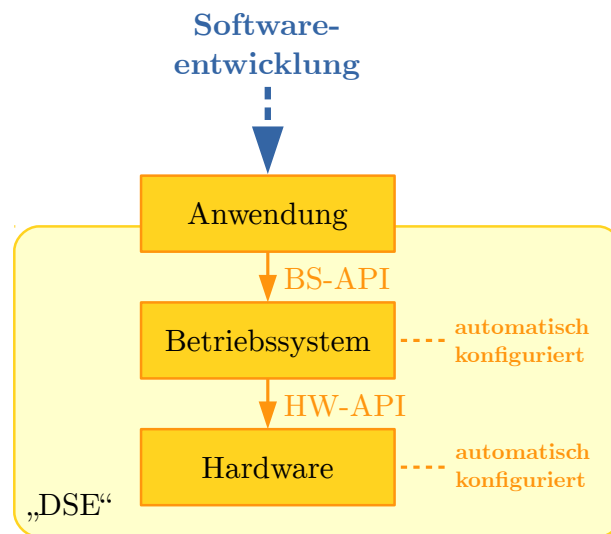 Software-
entwicklung
Anwendung
BS-API
Betriebssystem
automatisch
konfiguriert
HW-API
Hardware
automatisch
konfiguriert
„DSE“